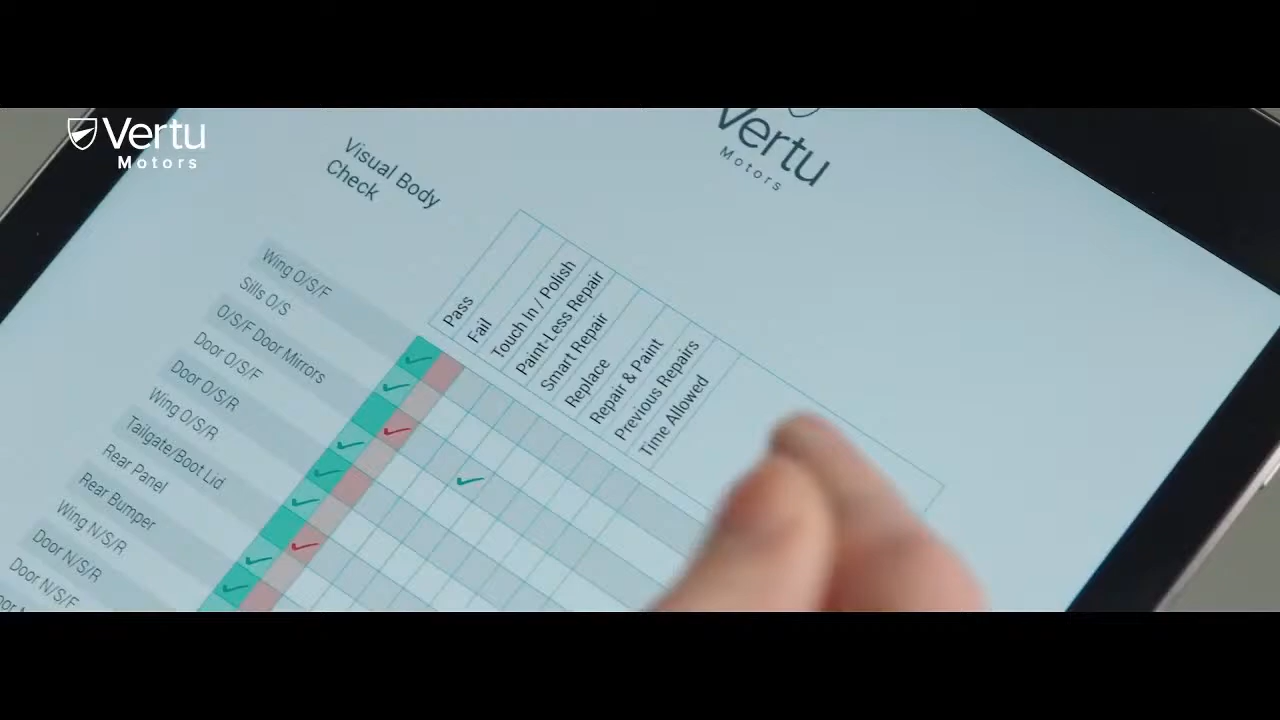 Vertu
Motors
Vertu
Motors
Visual Body
Check
Pass
Fail
Touch In / Polish
Paint-Less Repair
Smart Repair
Replace
Repair & Paint
Previous Repairs
Time Allowed
Wing O/S/F
Sills O/S
O/S/F Door Mirrors
Door O/S/F
Door O/S/R
Wing O/S/R
Tailgate/Boot Lid
Rear Panel
Rear Bumper
Wing N/S/R
Door N/S/R
Door N/S/F